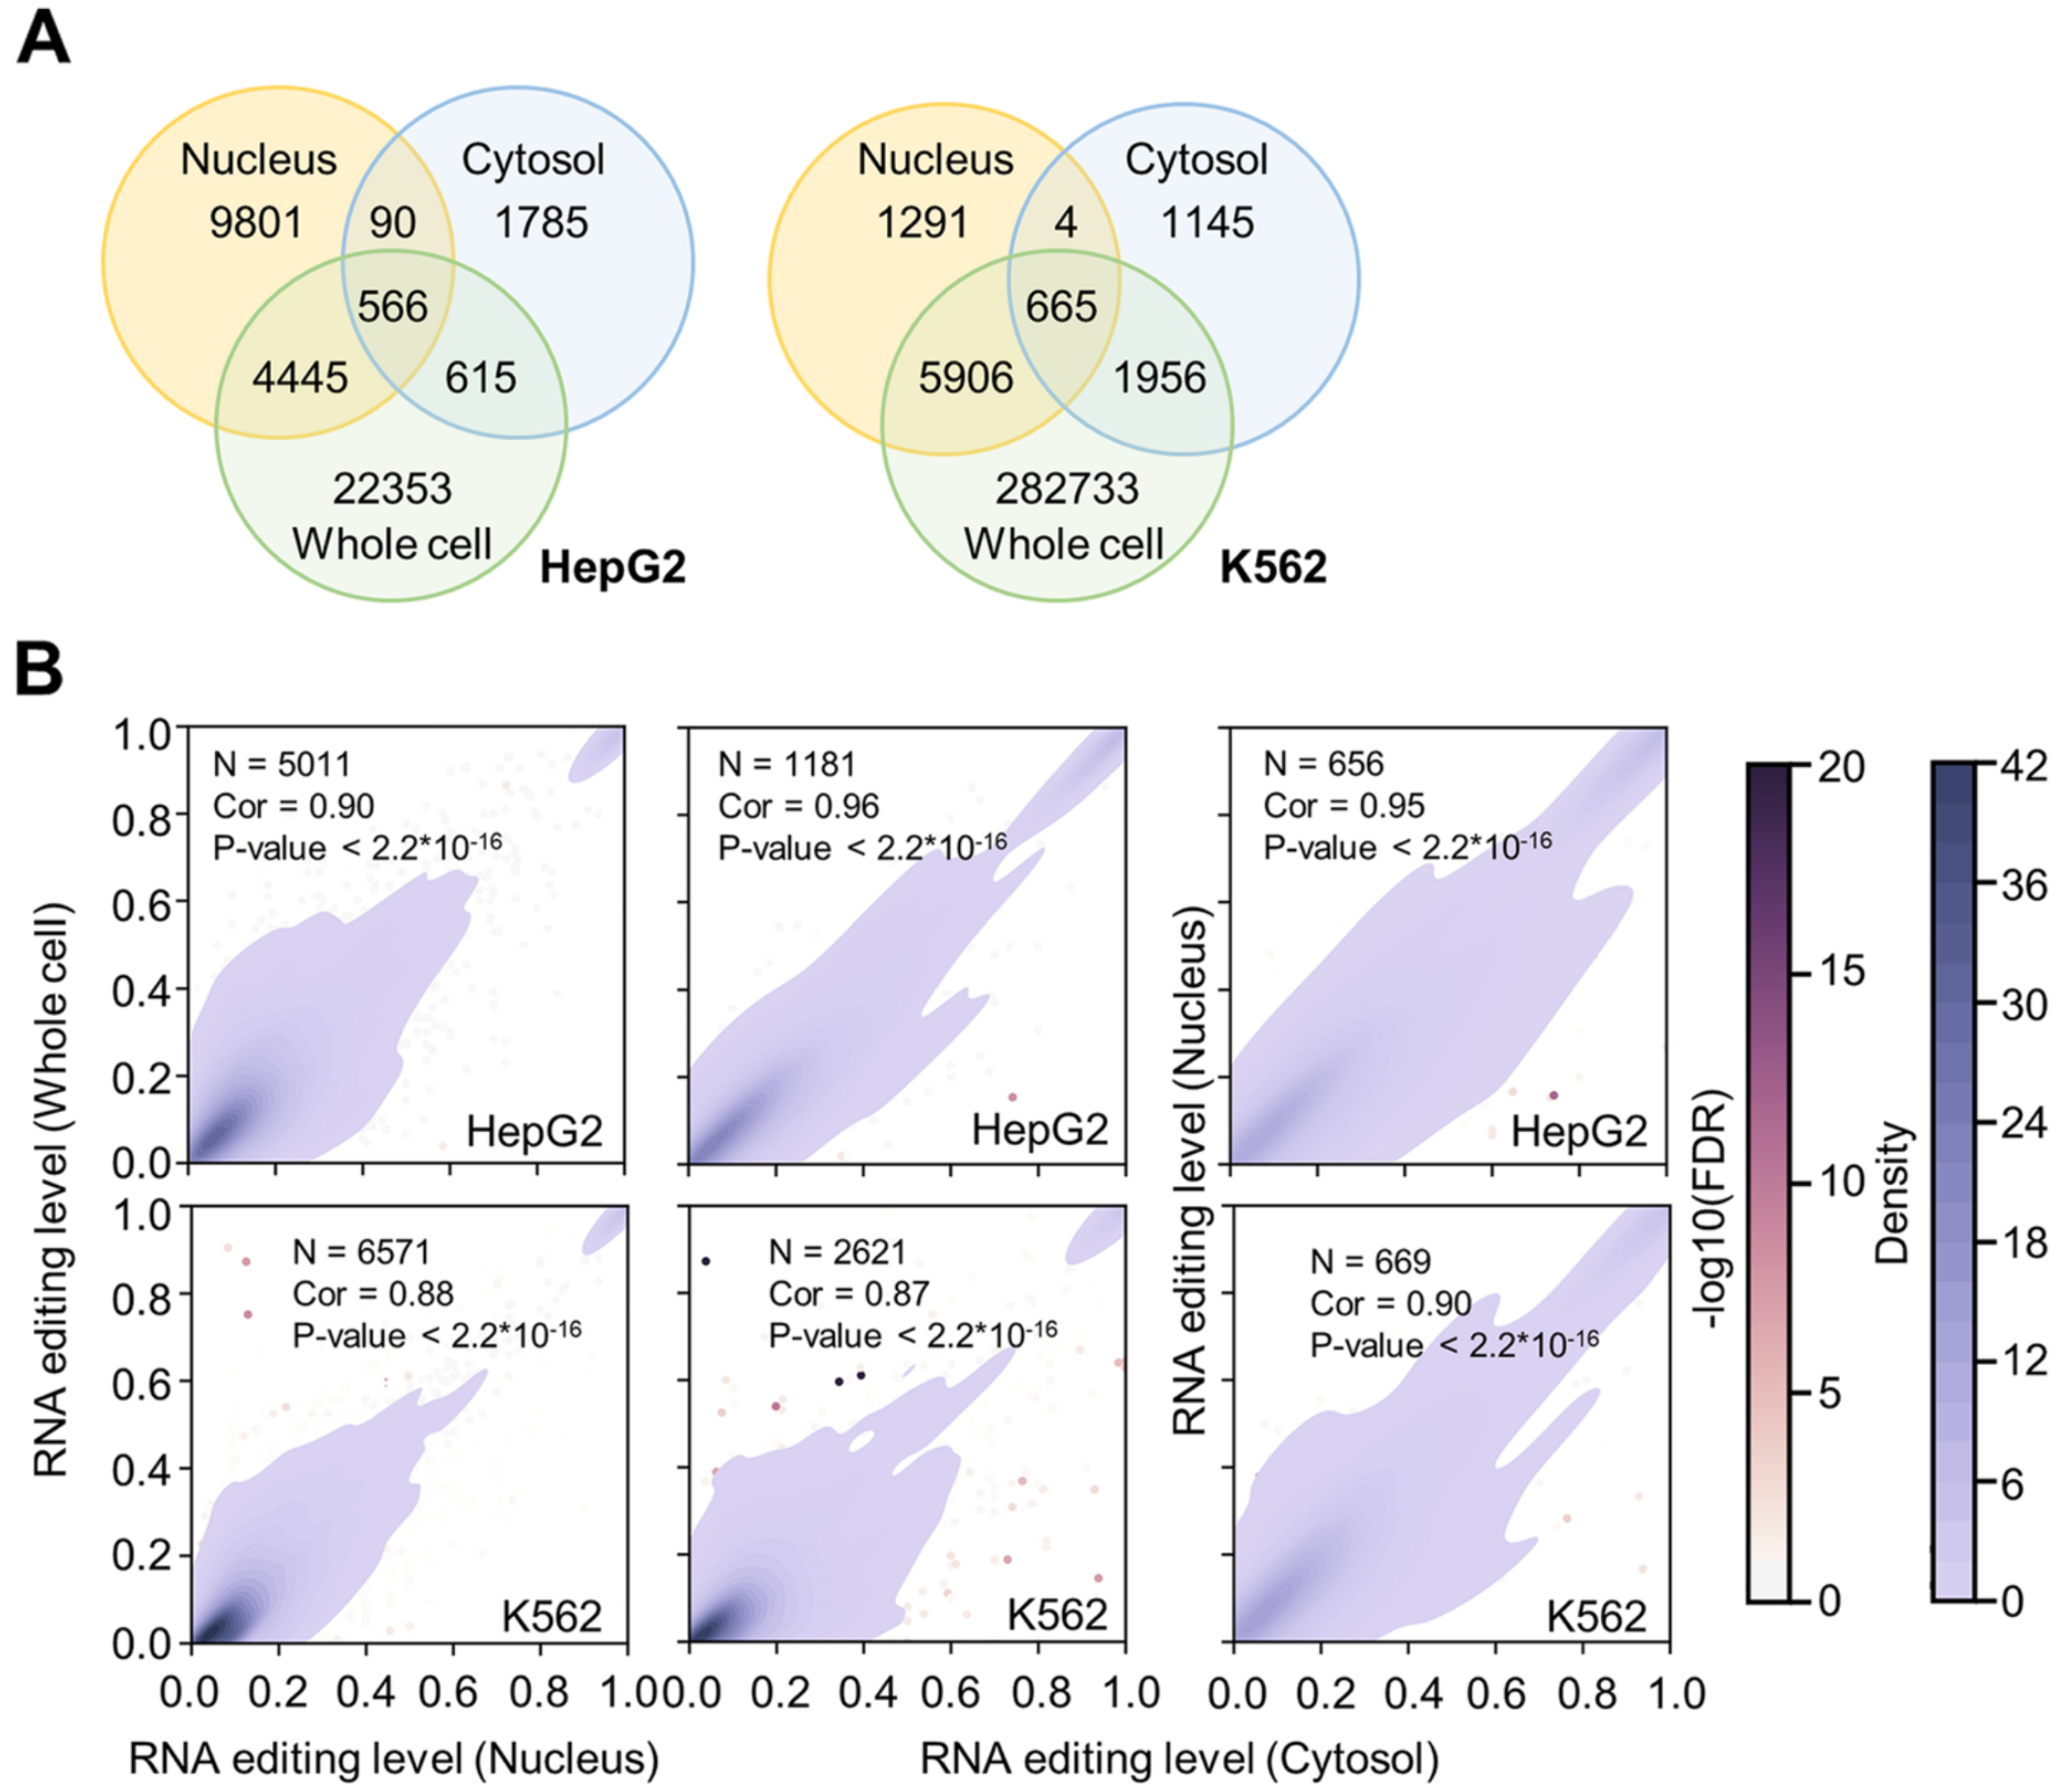 A
Nucleus
9801
90
Cytosol
1785
566
4445
615
22353
Whole cell
HepG2
Nucleus
1291
4
Cytosol
1145
665
5906
1956
282733
Whole cell
K562
B
RNA editing level (Whole cell)
1.0
0.8
0.6
0.4
0.2
0.0
N = 5011
Cor = 0.90
P-value < 2.2*10-16
HepG2
N = 1181
Cor = 0.96
P-value < 2.2*10-16
HepG2
RNA editing level (Nucleus)
N = 656
Cor = 0.95
P-value < 2.2*10-16
HepG2
1.0
0.8
0.6
0.4
0.2
0.0
N = 6571
Cor = 0.88
P-value < 2.2*10-16
K562
N = 2621
Cor = 0.87
P-value < 2.2*10-16
K562
N = 669
Cor = 0.90
P-value < 2.2*10-16
K562
0.0 0.2 0.4 0.6 0.8 1.0
0.0 0.2 0.4 0.6 0.8 1.0
0.0 0.2 0.4 0.6 0.8 1.0
RNA editing level (Nucleus)
RNA editing level (Cytosol)
-log10(FDR)
20
15
10
5
0
Density
42
36
30
24
18
12
6
0